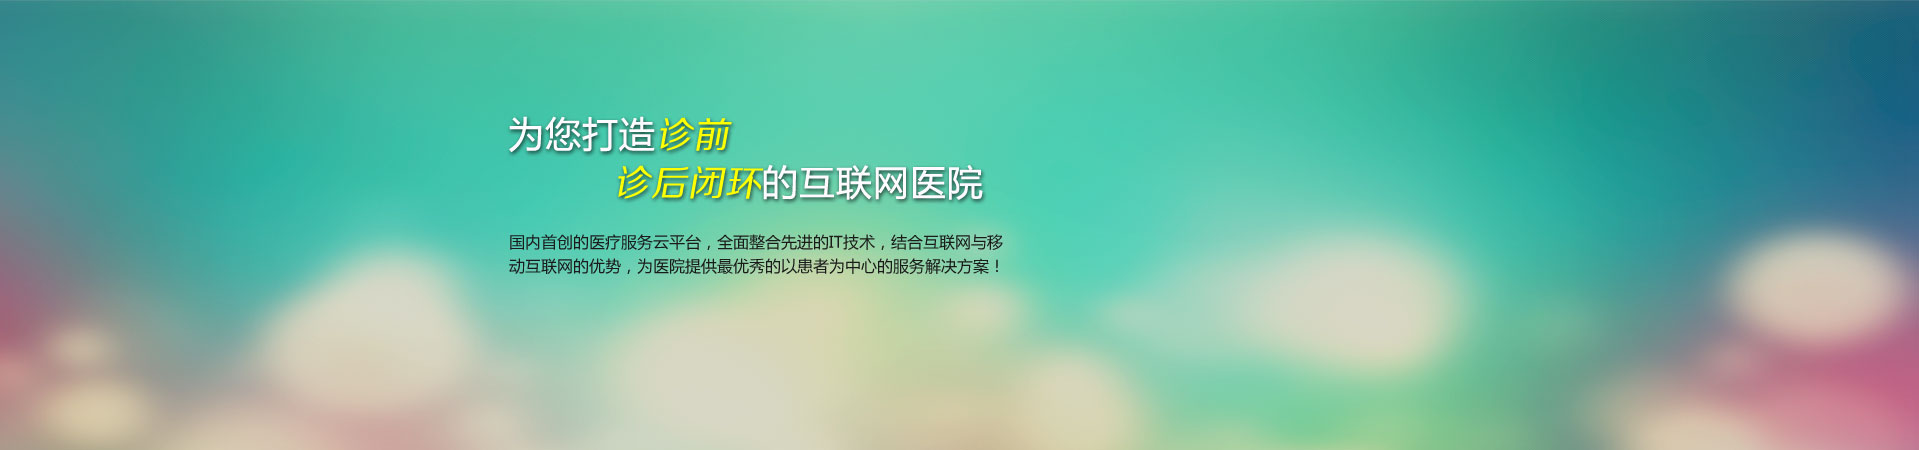 为您打造诊前
诊后闭环的互联网医院
国内首创的医疗服务云平台，全面整合先进的IT技术，结合互联网与移
动互联网的优势，为医院提供最优秀的以患者为中心的服务解决方案！